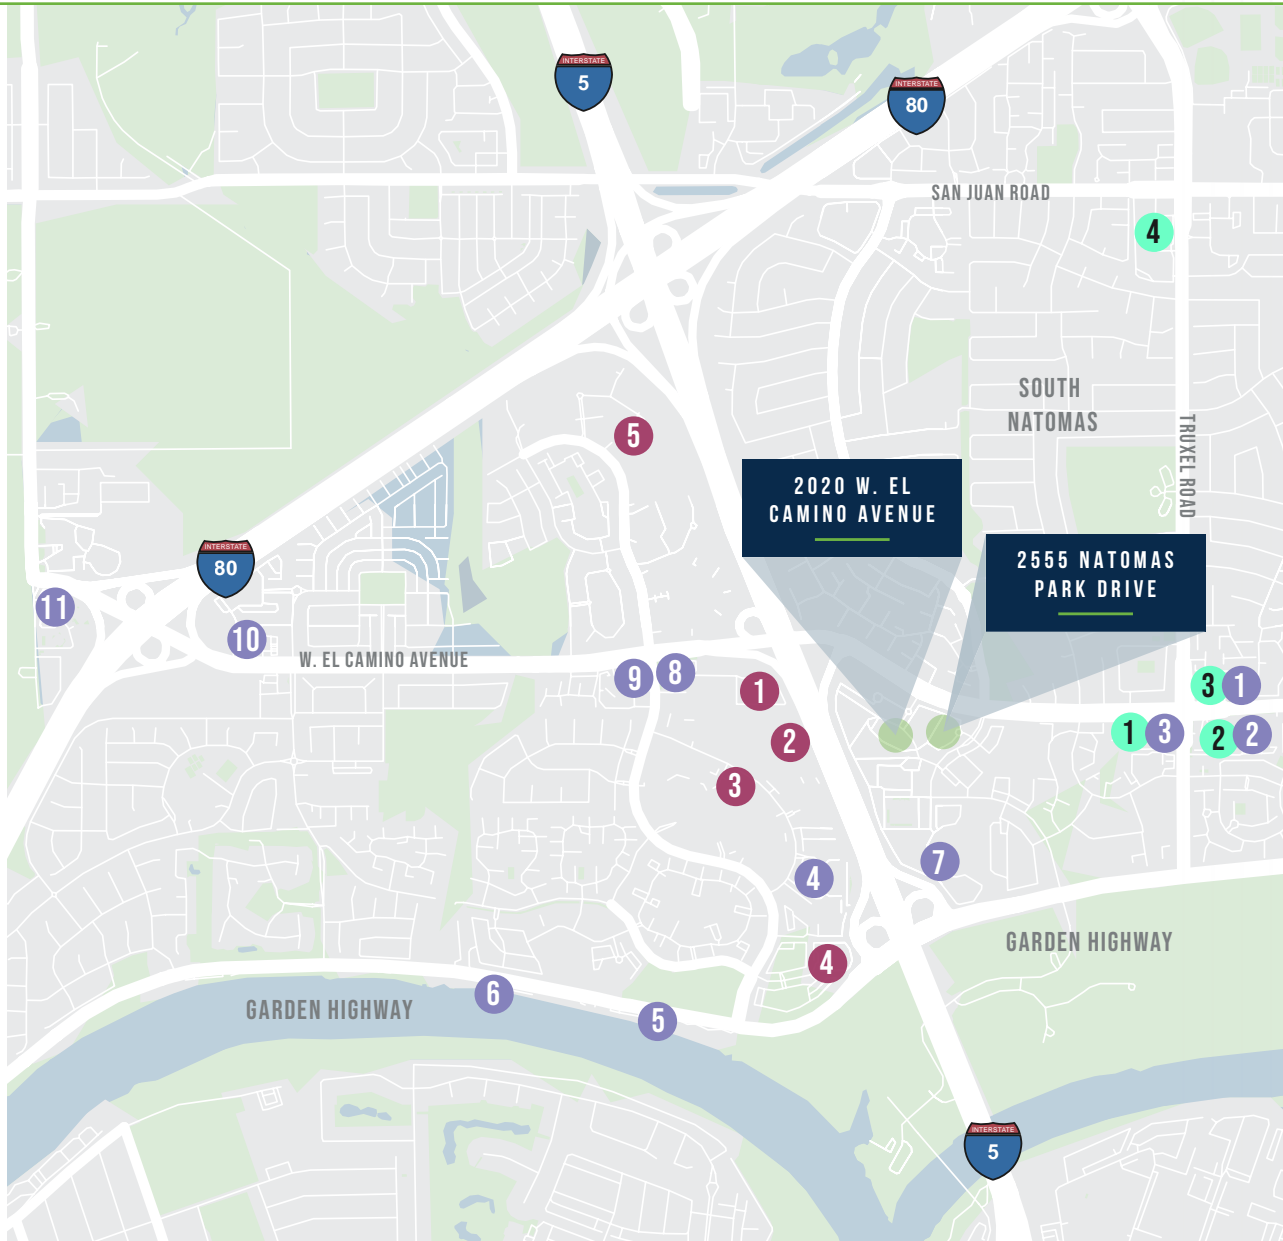 INTERSTATE
5
INTERSTATE
80
SAN JUAN ROAD
4
SOUTH
NATOMAS
TRUXEL ROAD
5
2020 W. EL
CAMINO AVENUE
2555 NATOMAS
PARK DRIVE
INTERSTATE
80
11
10
W. EL CAMINO AVENUE
9
8
1
3
1
2
1
3
2
2
3
7
4
GARDEN HIGHWAY
4
6
GARDEN HIGHWAY
5
INTERSTATE
5